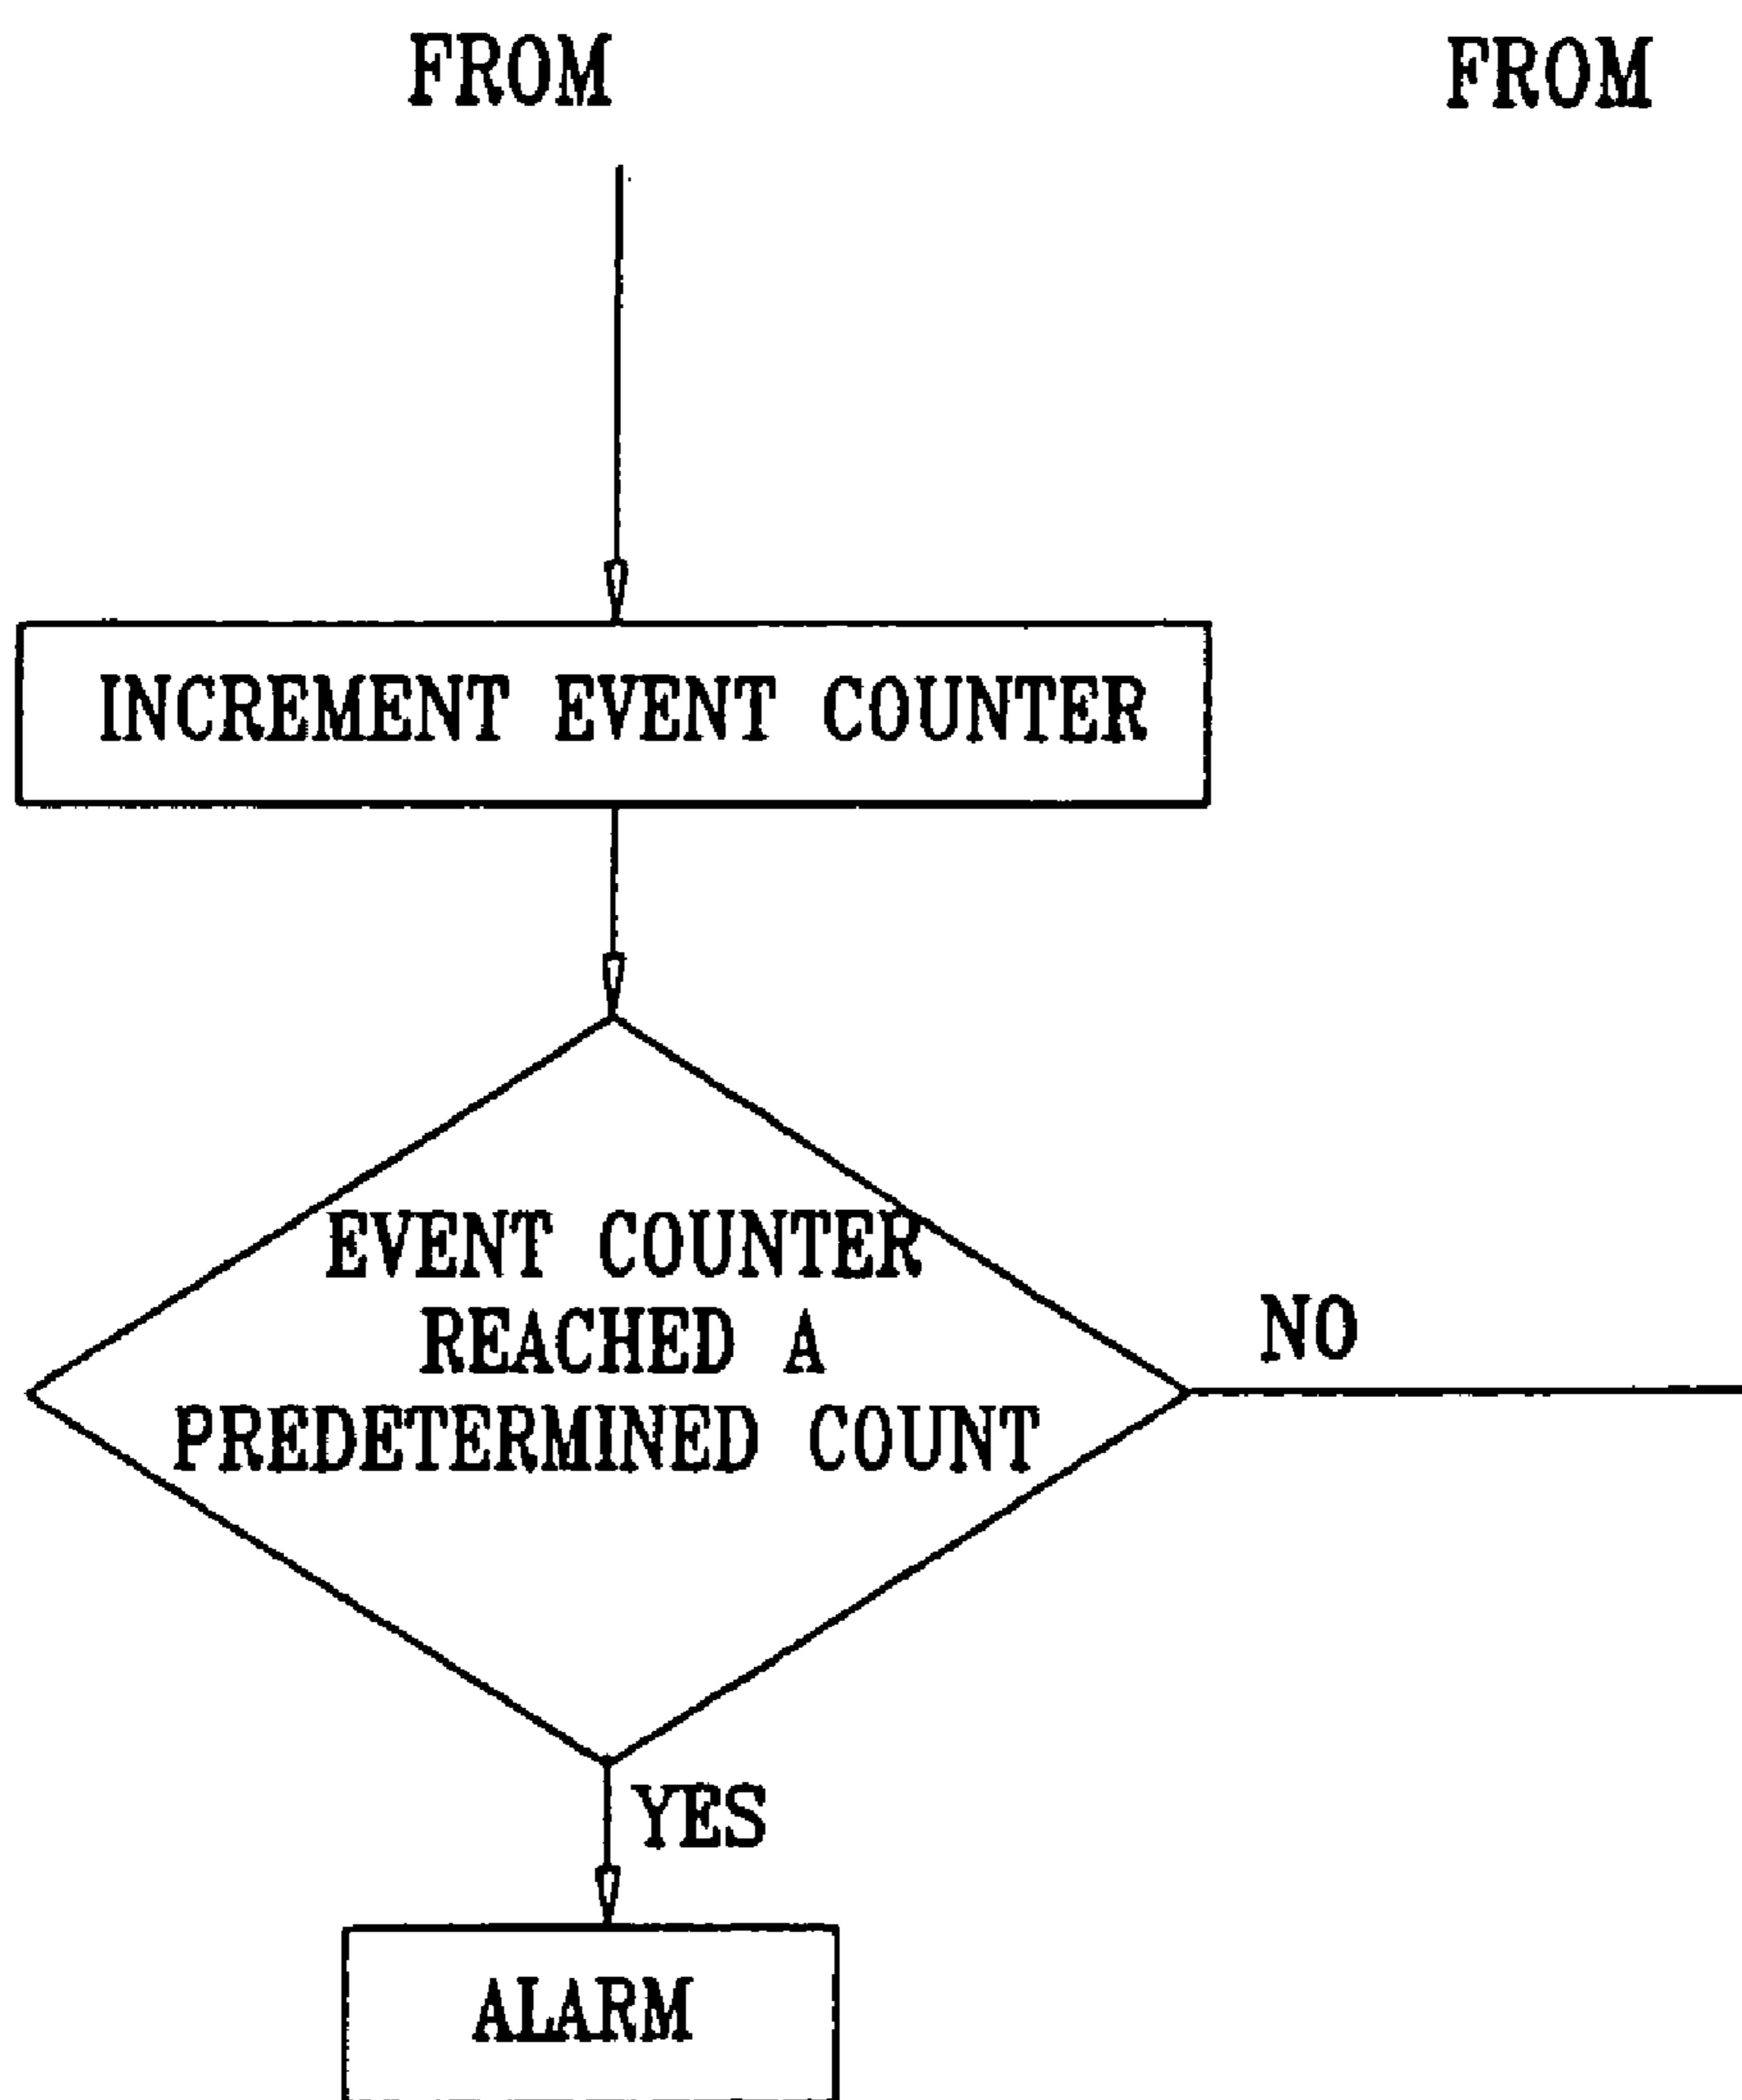 FROM
FROM
INCREMENT EVENT COUNTER
EVENT COUNTER
REACHED A
PREDETERMINED COUNT
NO
YES
ALARM